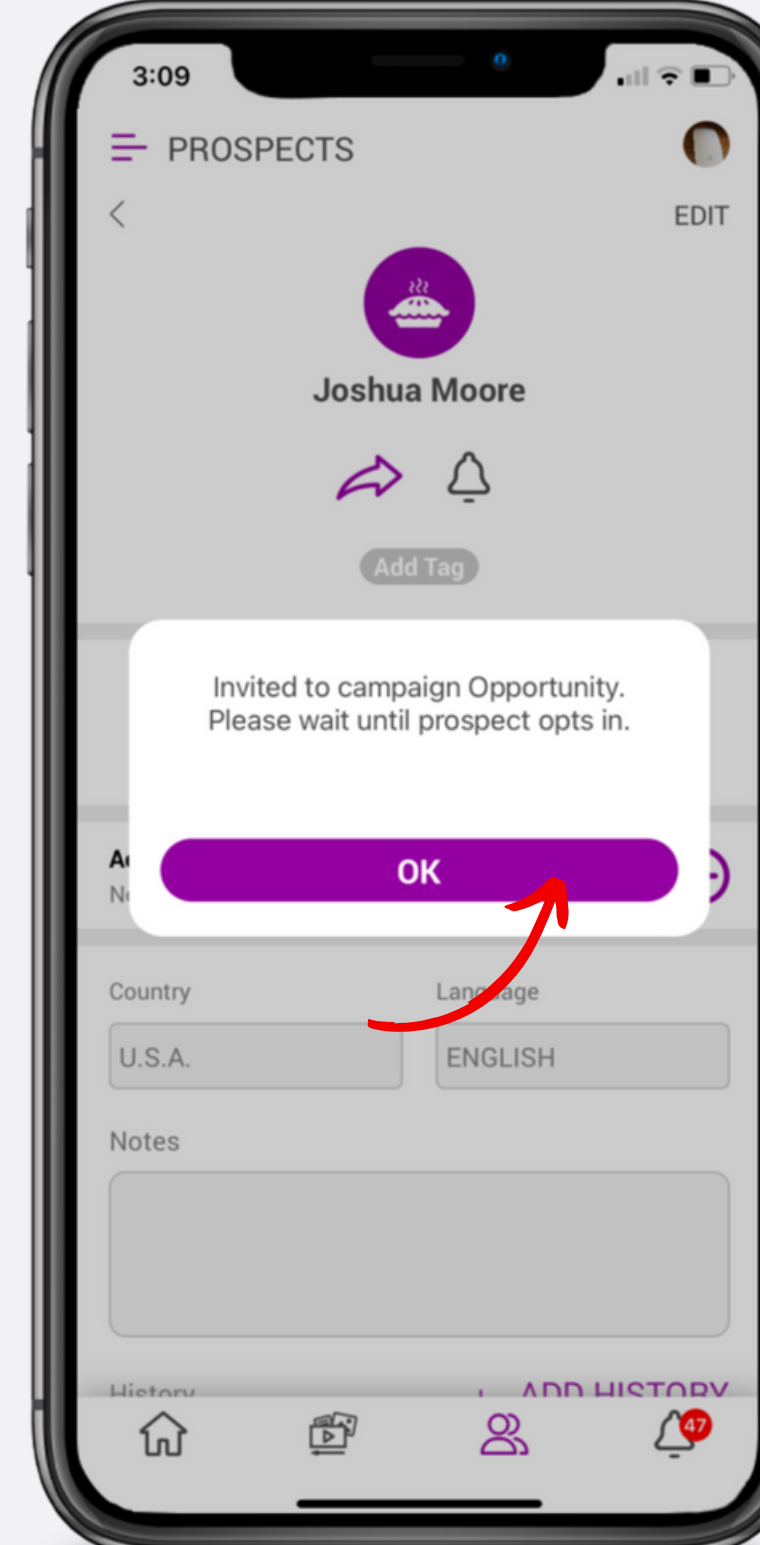 3:09
PROSPECTS
EDIT
Joshua Moore
Add Tag
Invited to campaign Opportunity.
Please wait until prospect opts in.
OK
Country
Language
U.S.A.
ENGLISH
Notes
History
ADD HISTORY
47